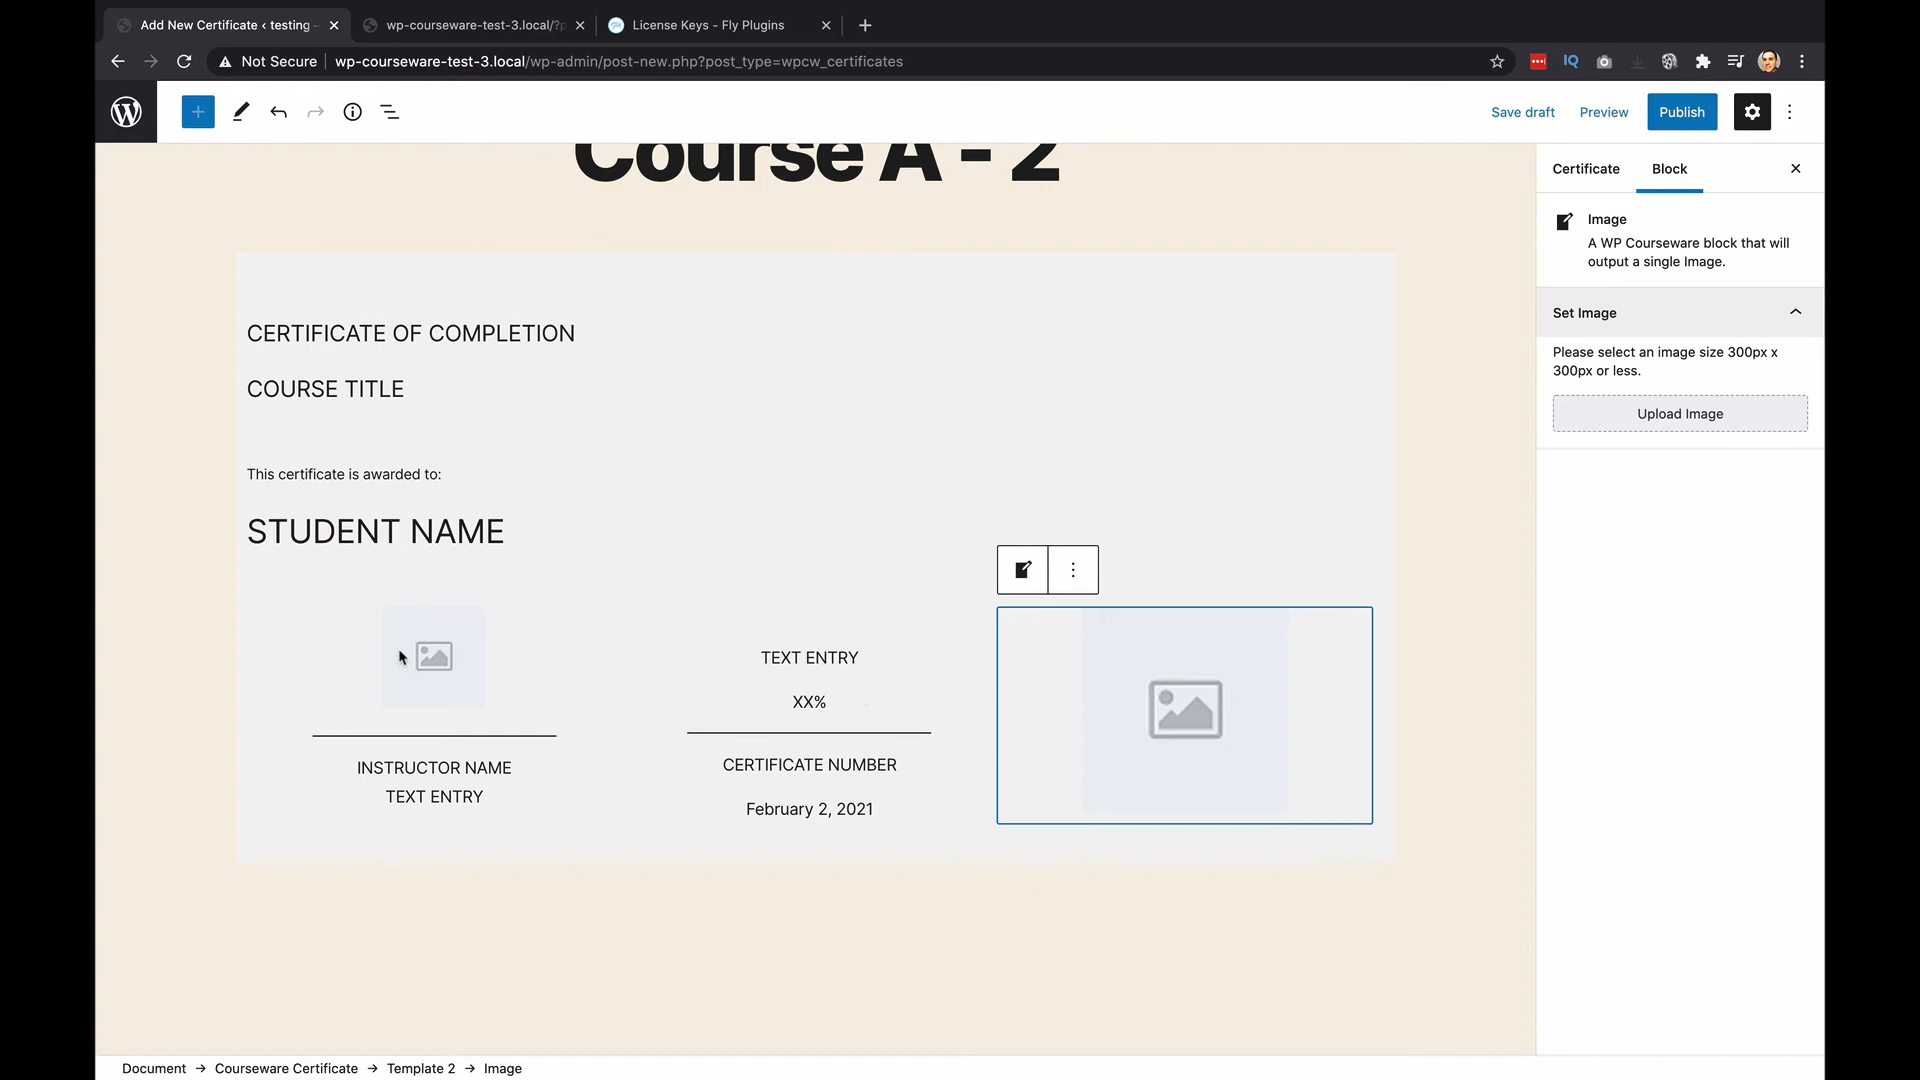 Add New Certificate ‹ testing
wp-courseware-test-3.local/?p
License Keys - Fly Plugins
Not Secure
wp-courseware-test-3.local/wp-admin/post-new.php?post_type=wpcw_certificates
IQ
Save draft
Preview
Publish
Course A - 2
Certificate
Block
Image
A WP Courseware block that will
output a single Image.
Set Image
Please select an image size 300px x
300px or less.
Upload Image
CERTIFICATE OF COMPLETION
COURSE TITLE
This certificate is awarded to:
STUDENT NAME
INSTRUCTOR NAME
TEXT ENTRY
TEXT ENTRY
XX%
CERTIFICATE NUMBER
February 2, 2021
Document → Courseware Certificate → Template 2 → Image